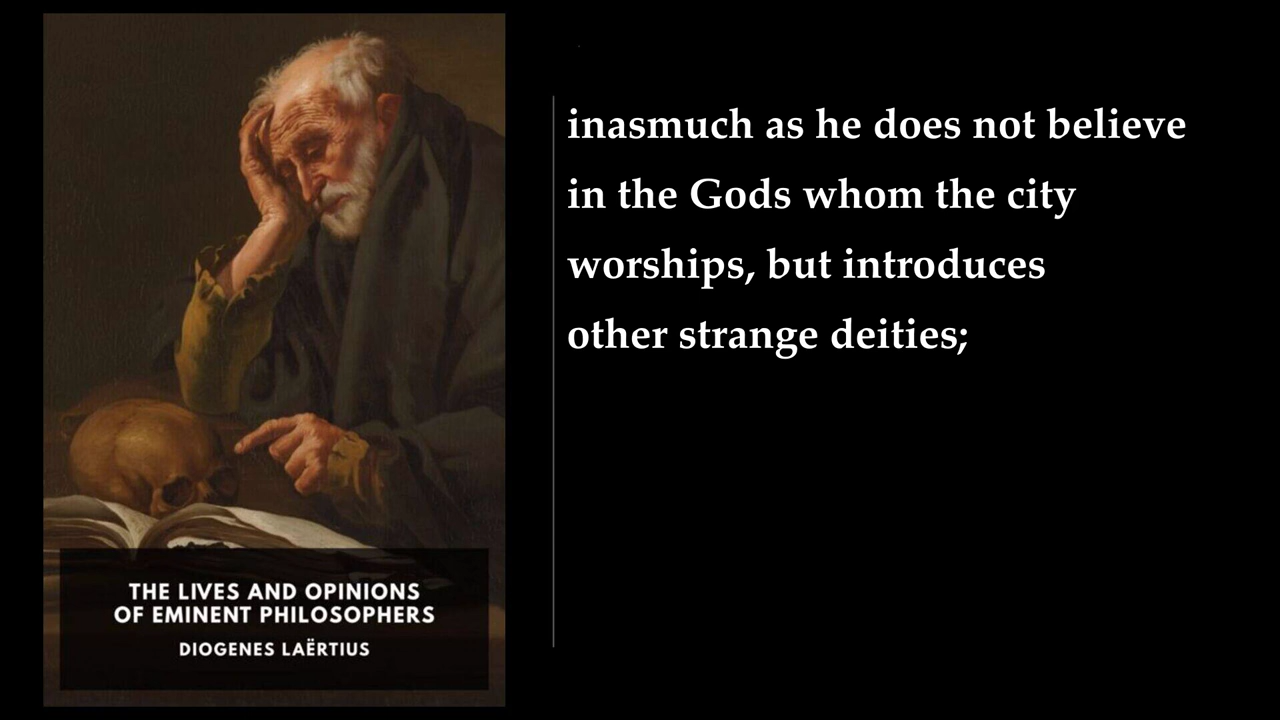 inasmuch as he does not believe
in the Gods whom the city
worships, but introduces
other strange deities;
THE LIVES AND OPINIONS
OF EMINENT PHILOSOPHERS
DIOGENES LAËRTIUS